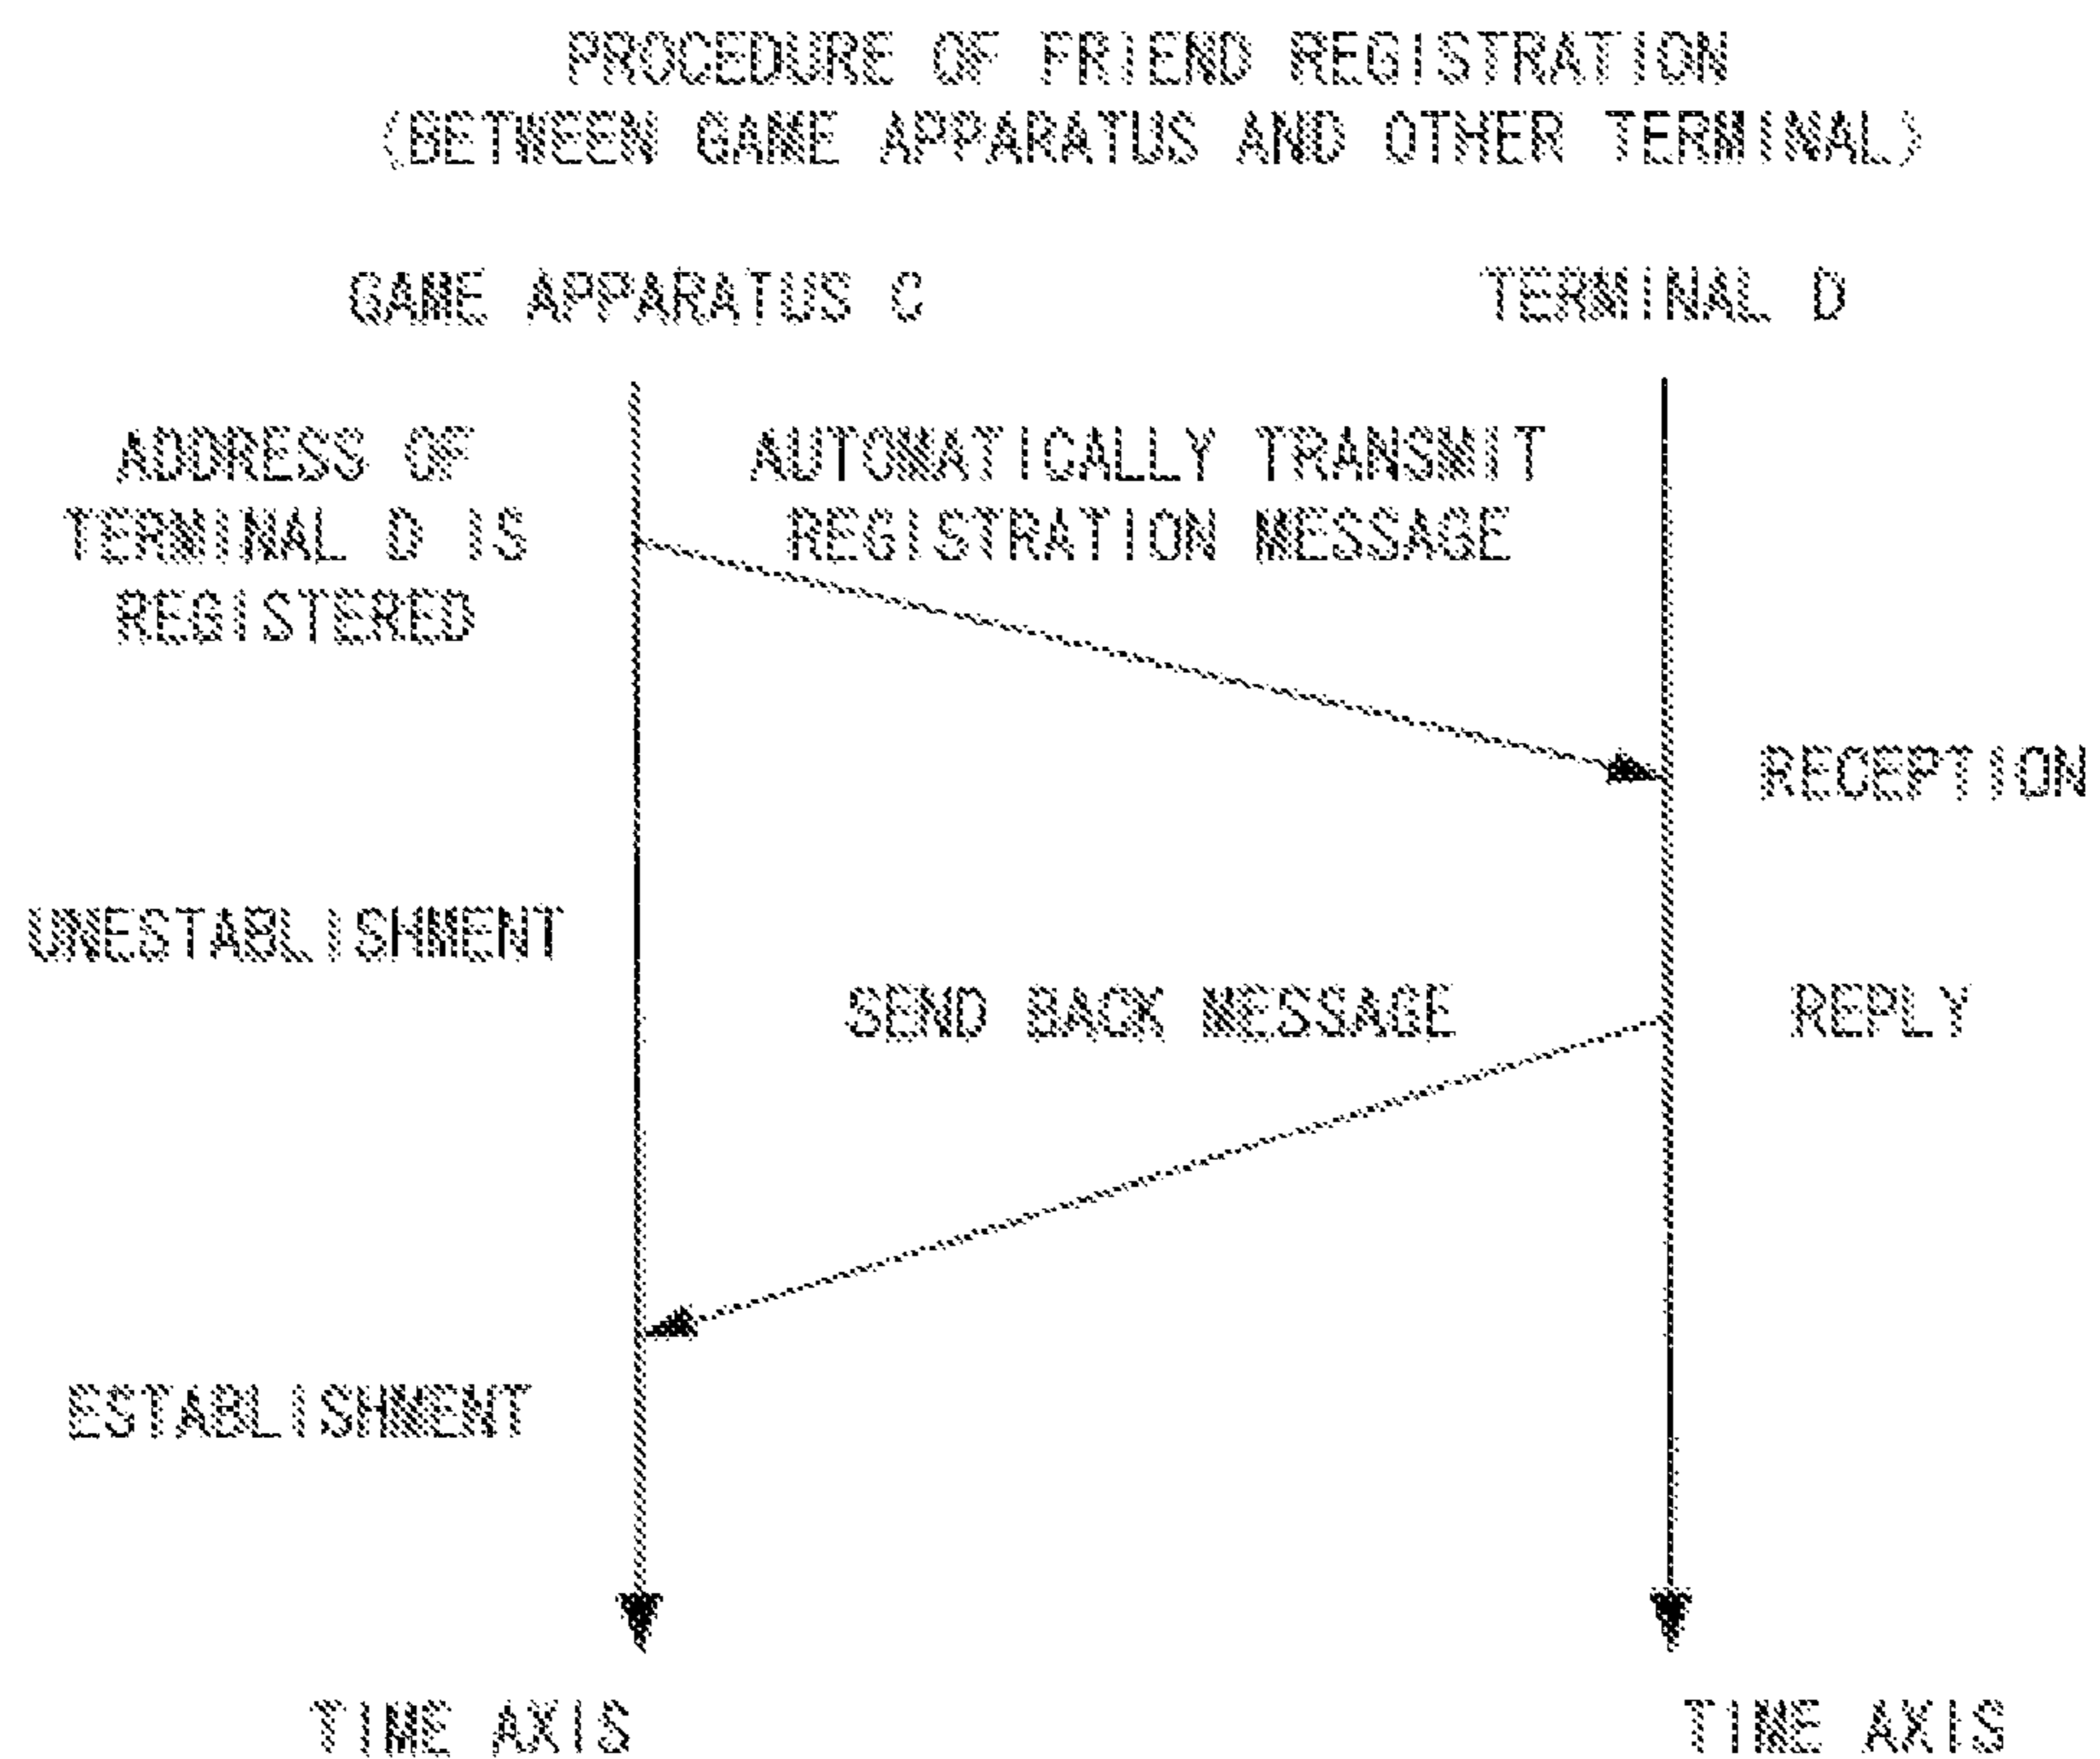 PROCEDURE OF FRIEND REGISTRATION
(BETWEEN GAME APPARATUS AND OTHER TERMINAL)
GAME APPARATUS C
TERMINAL D
ADDRESS OF
TERMINAL D IS
REGISTERED
AUTOMATICALLY TRANSMIT
REGISTRATION MESSAGE
RECEPTION
UNESTABLISHMENT
SEND BACK MESSAGE
REPLY
ESTABLISHMENT
TIME AXIS
TIME AXIS